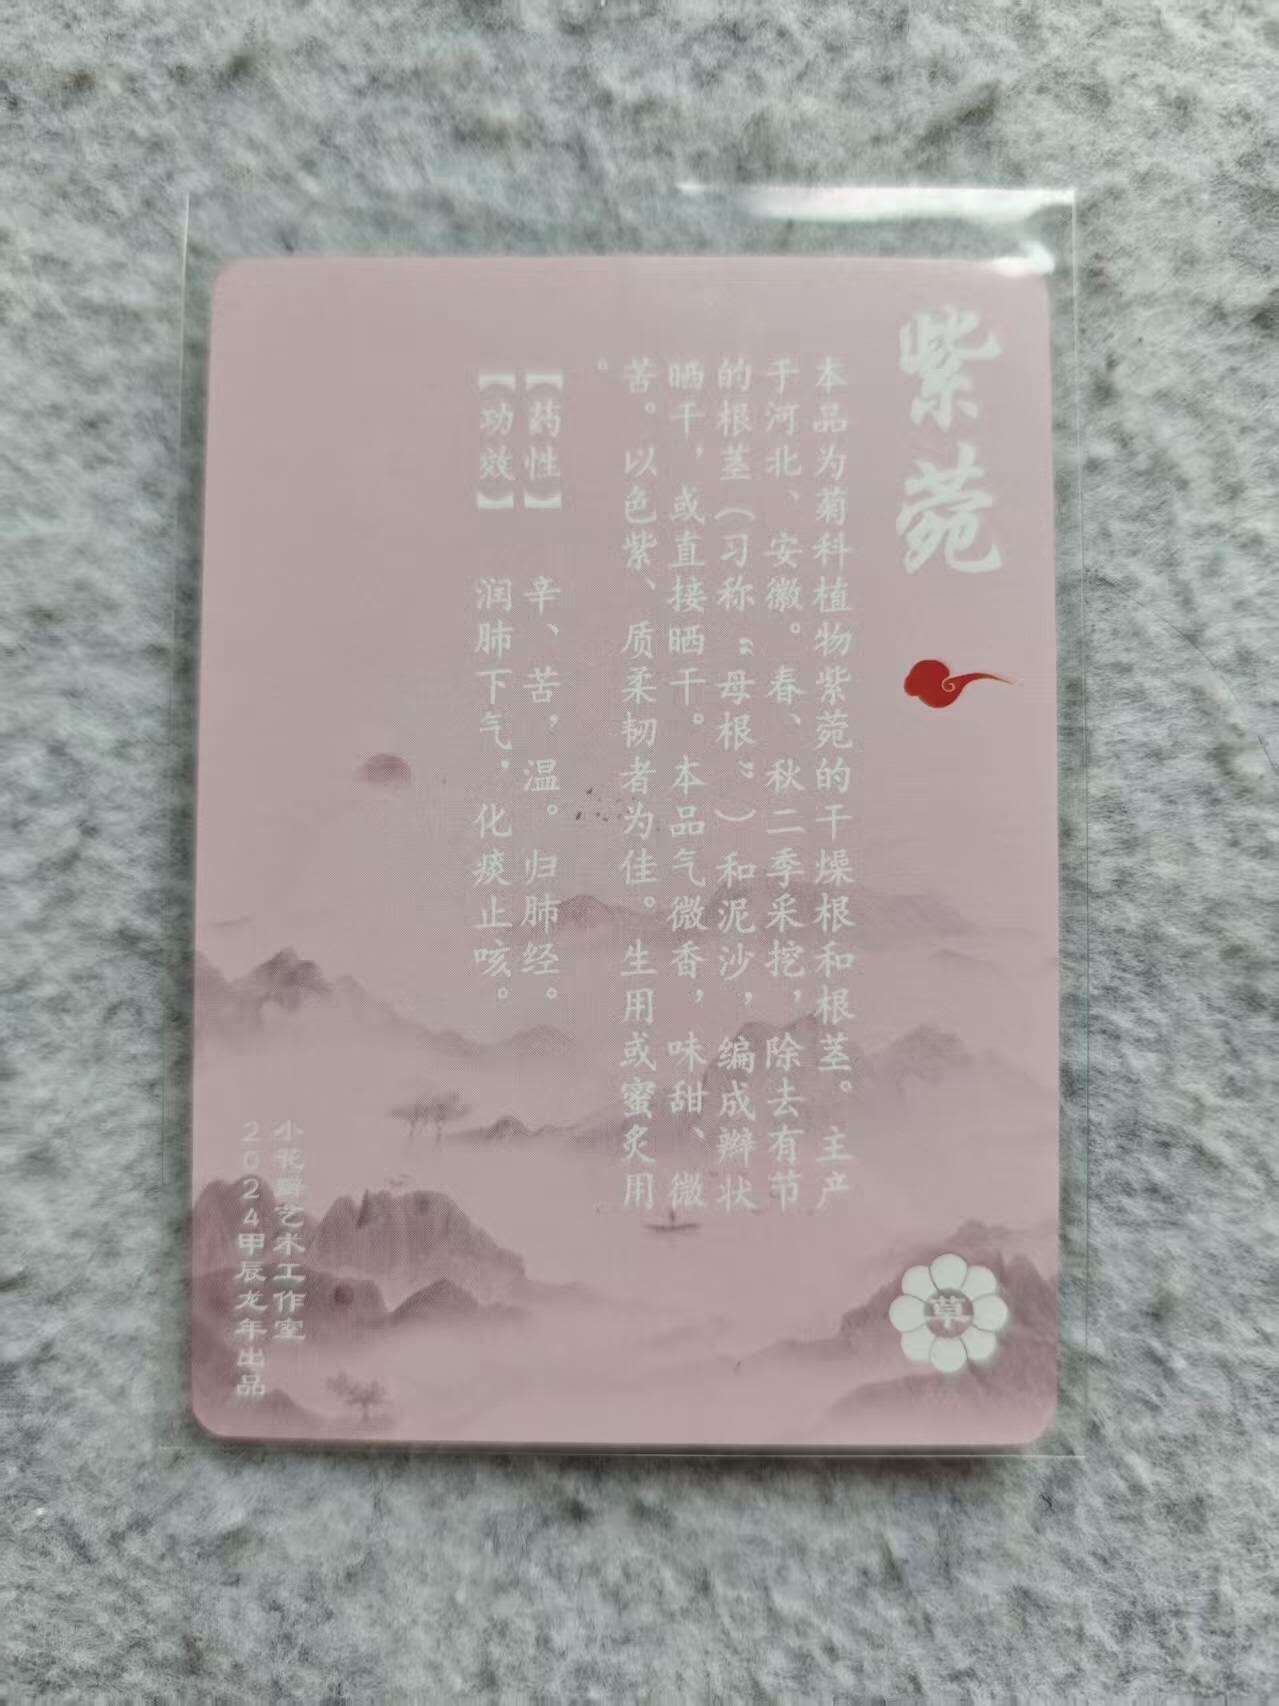 紫菀
本品为菊科植物紫菀的干燥根和根茎。主产
于河北、安徽。春、秋二季采挖，除去有节
的根茎（习称“母根”）和泥沙，编成辫状
晒干，或直接晒干。本品气微香，味甜、微
苦。以色紫、质柔韧者为佳。生用或蜜炙用
。
【药性】 辛、苦，温。归肺经。
【功效】 润肺下气，化痰止咳。
草
小花瓣艺术工作室
2024甲辰龙年出品